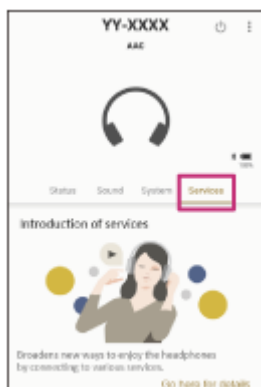 YY-XXXX
AAC
100%
Status Sound System Services
Introduction of services
Broadens new ways to enjoy the headphones
by connecting to various services.
Go here for details